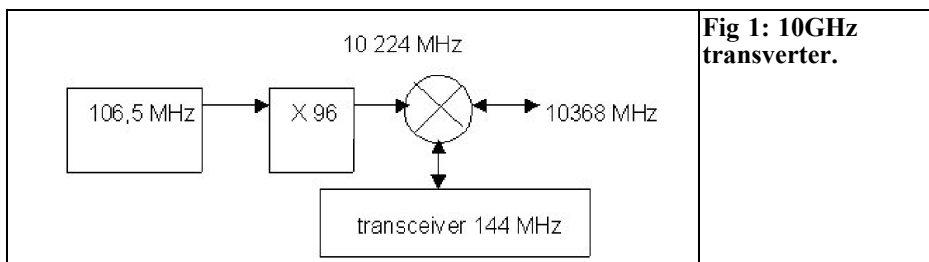 10 224 MHz
106,5 MHz
X 96
10368 MHz
transceiver 144 MHz
Fig 1: 10GHz
transverter.